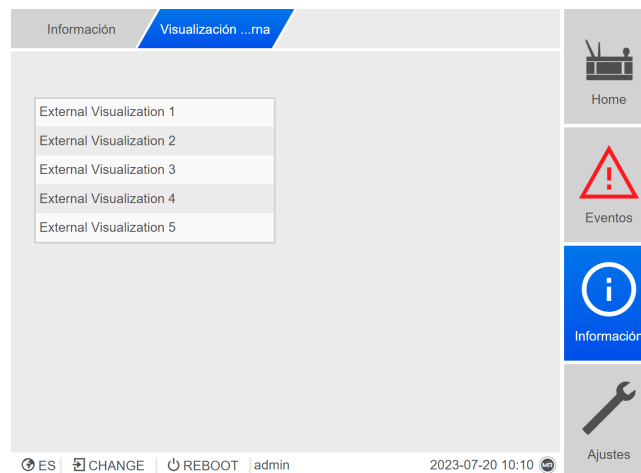 Información
Visualización ...rna
External Visualization 1
External Visualization 2
External Visualization 3
External Visualization 4
External Visualization 5
Home
Eventos
Información
Ajustes
ES CHANGE REBOOT admin 2023-07-20 10:10 MR